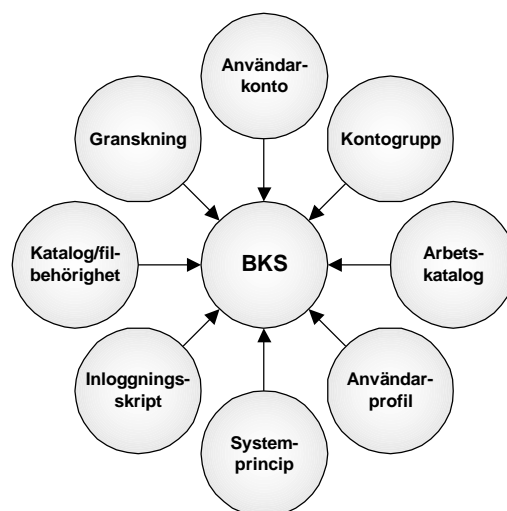 Användar-
konto
Granskning
Kontogrupp
Katalog/fil-
behörighet
BKS
Arbets-
katalog
Inloggnings-
skript
Användar-
profil
System-
princip